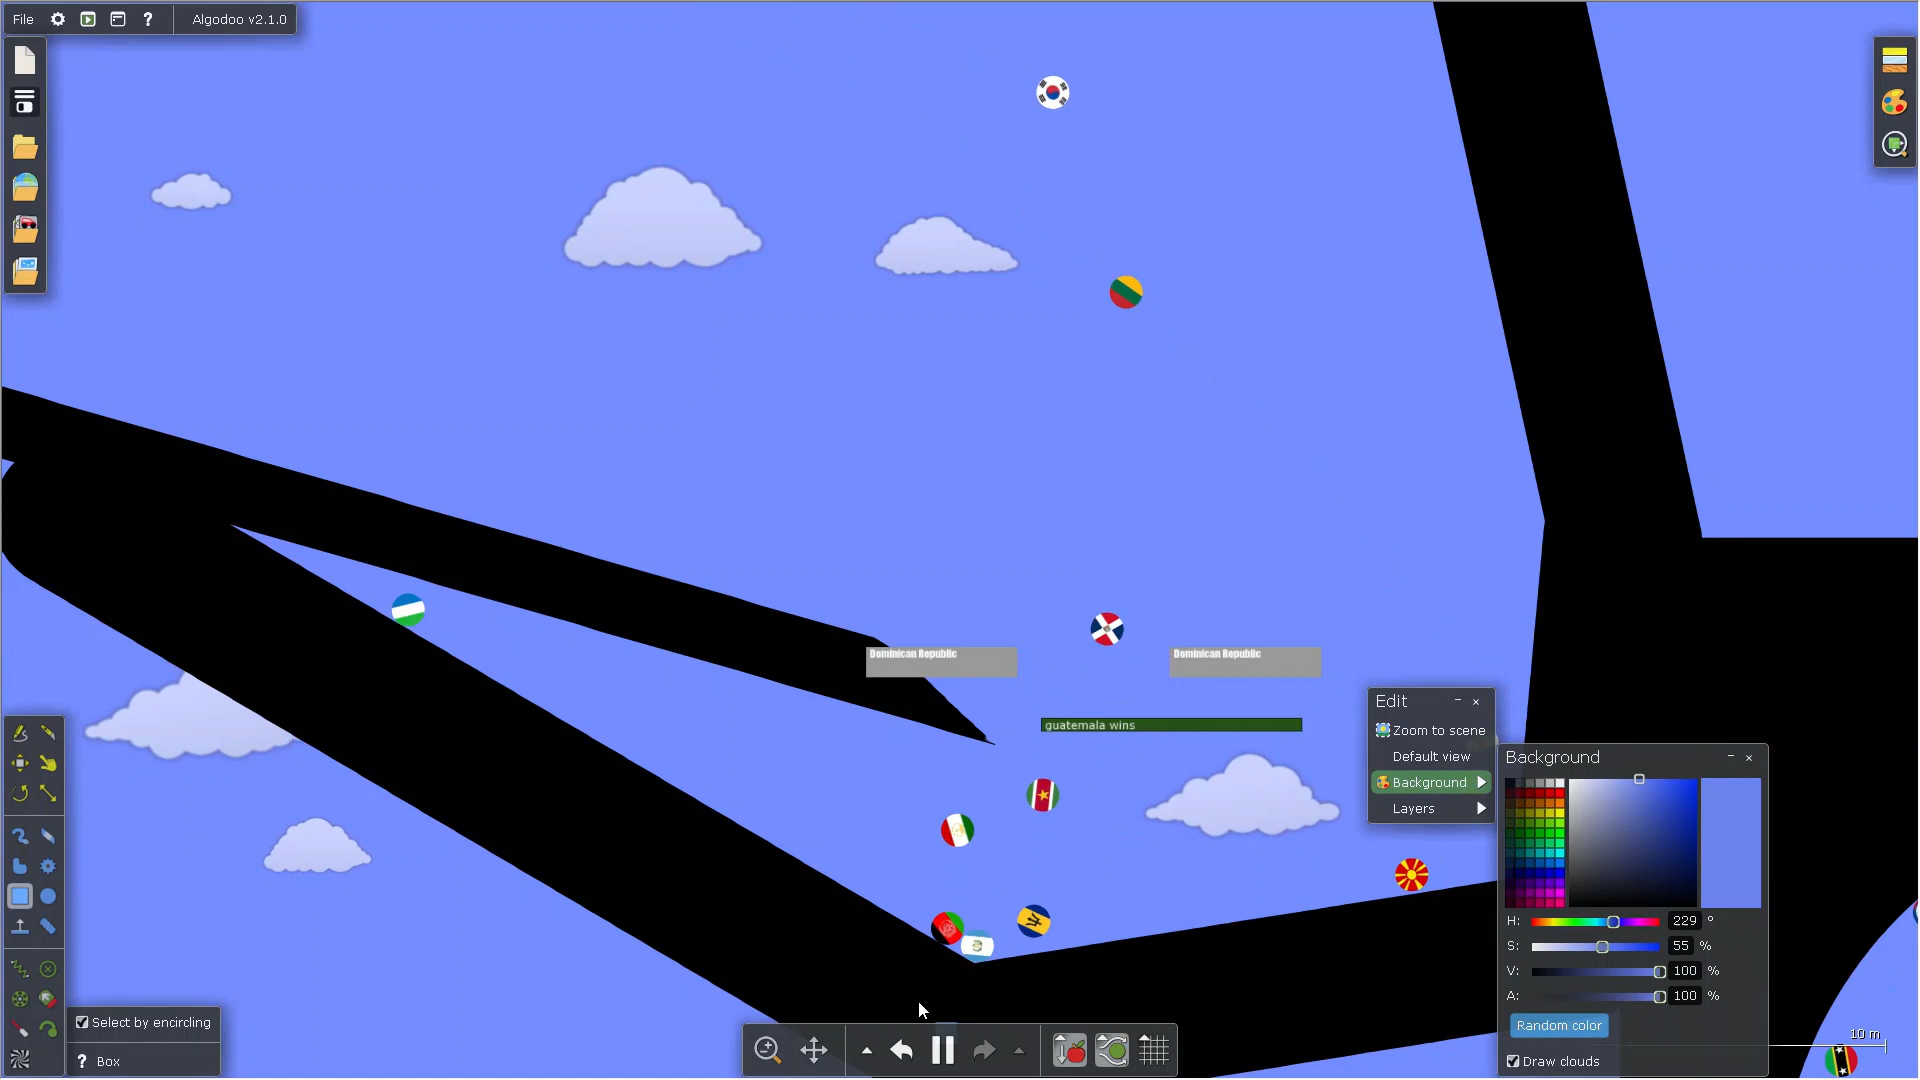 File
?
Algodoo v2.1.0
Dominican Republic
Dominican Republic
guatemala wins
Edit
Zoom to scene
Default view
Background
Layers
Background
H: 229 °
S: 55 %
V: 100 %
A: 100 %
Random color
Draw clouds
10 m
Select by encircling
? Box